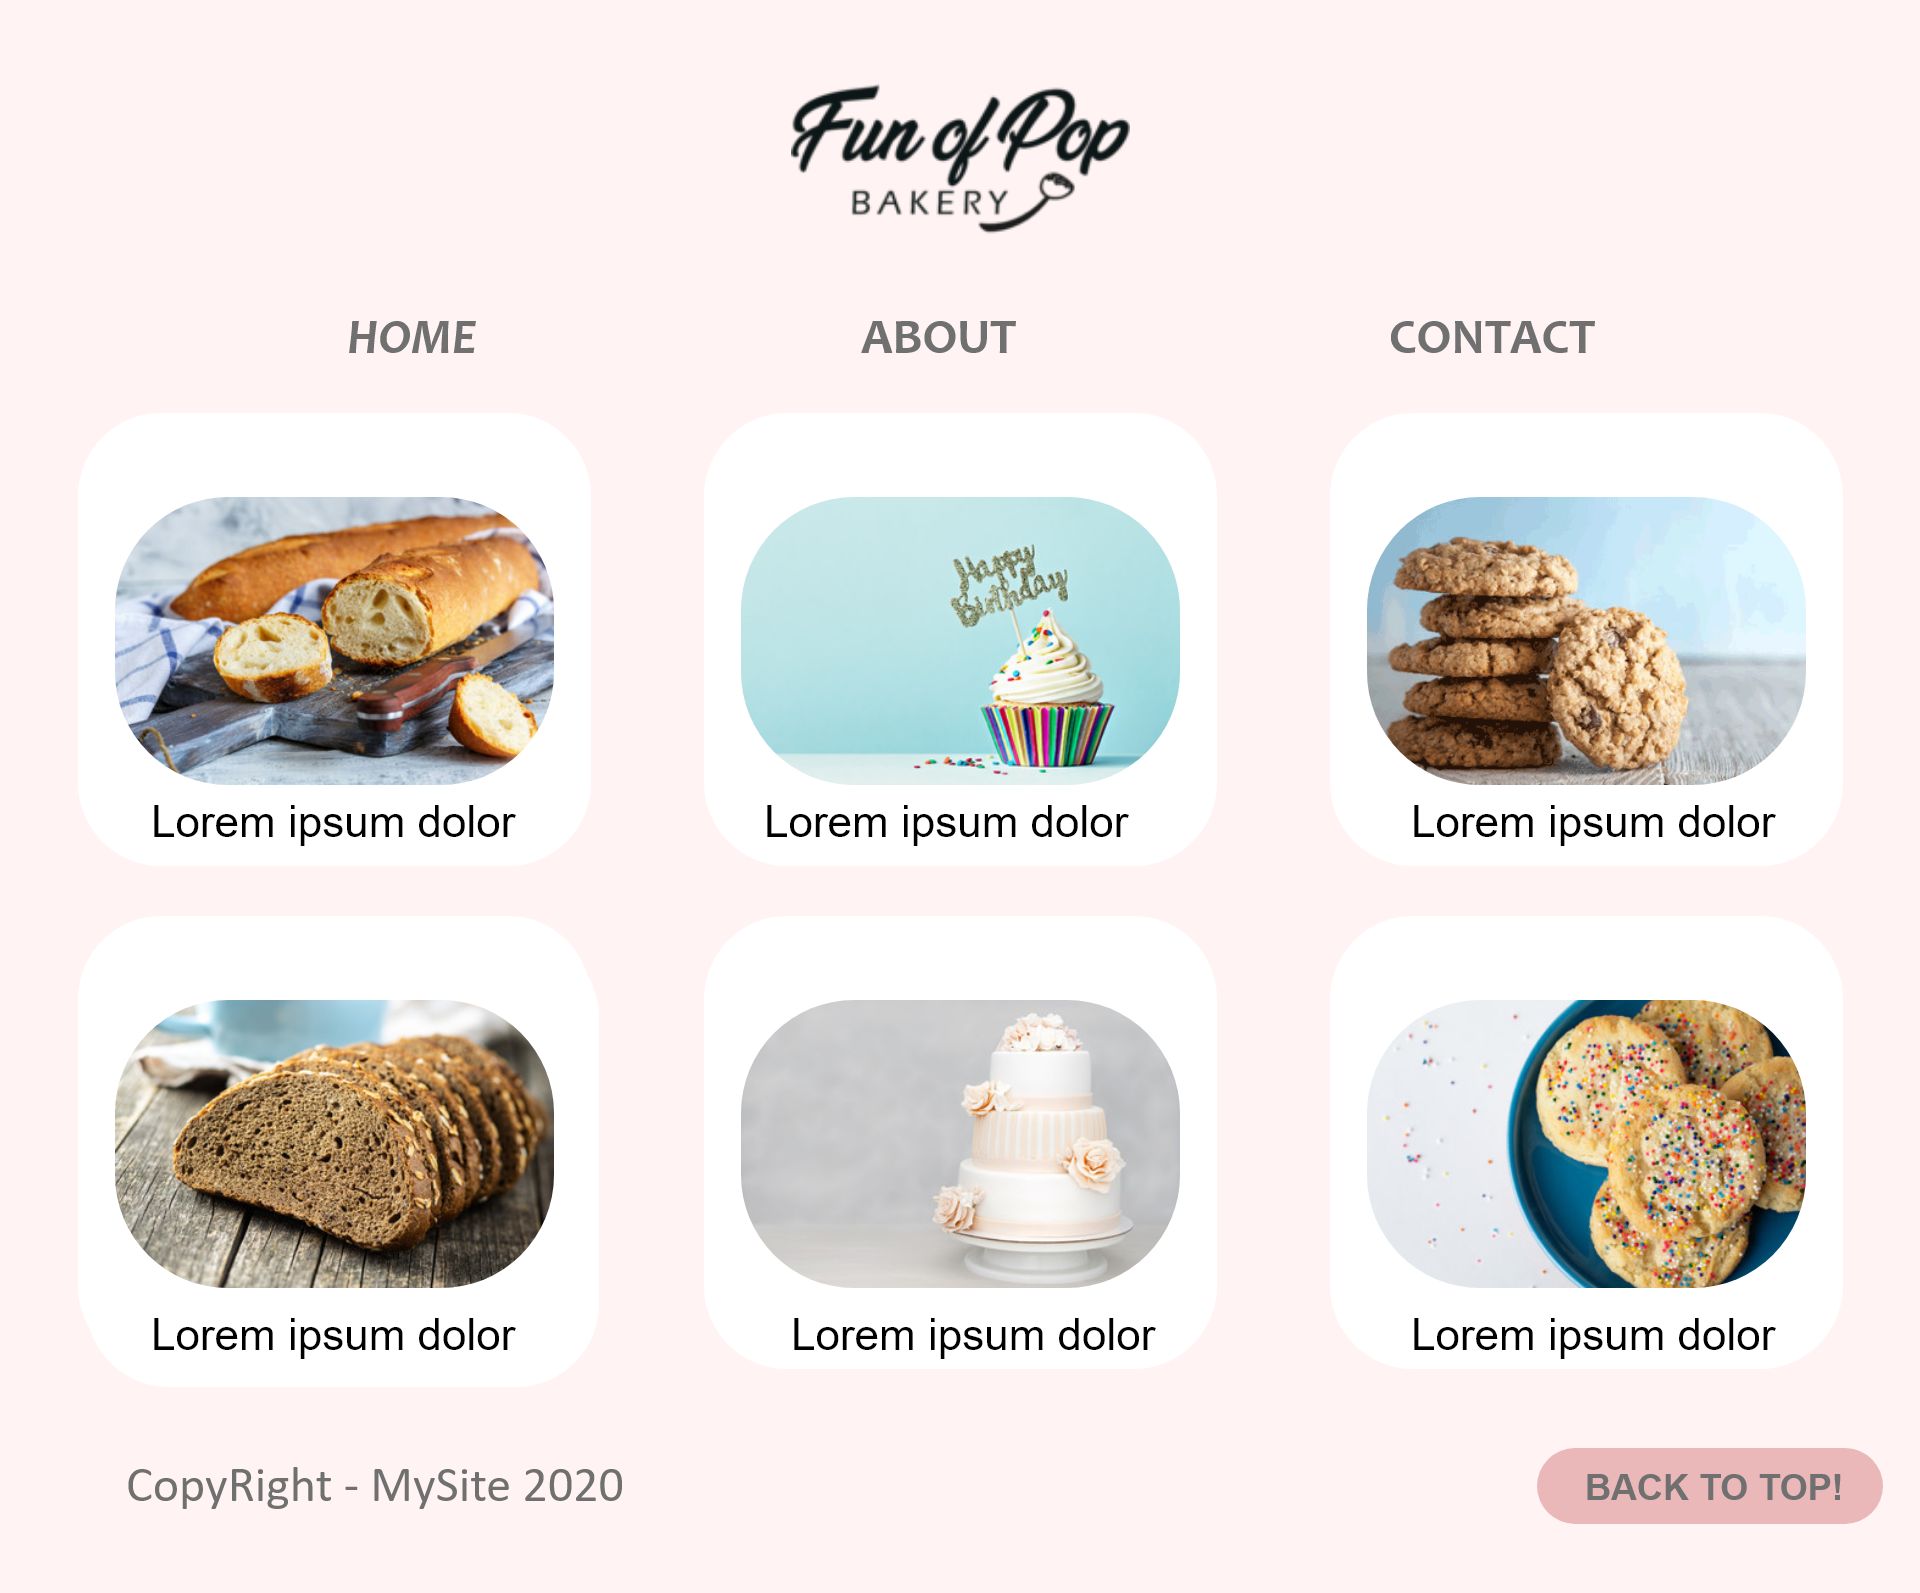 Fun of Pop
BAKERY
HOME
ABOUT
CONTACT
Happy
Birthday
Lorem ipsum dolor
Lorem ipsum dolor
Lorem ipsum dolor
Lorem ipsum dolor
Lorem ipsum dolor
Lorem ipsum dolor
CopyRight - MySite 2020
BACK TO TOP!